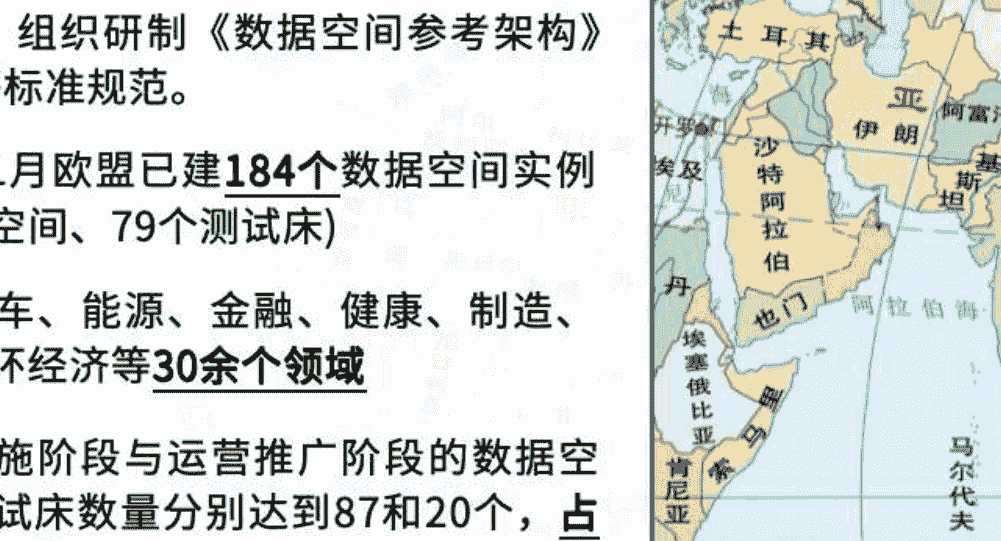 组织研制《数据空间参考架构》
标准规范。
1月欧盟已建184个数据空间实例
空间、79个测试床)
车、能源、金融、健康、制造、
环经济等30余个领域
施阶段与运营推广阶段的数据空
试床数量分别达到87和20个，占
土耳其
海
亚
阿富汗
伊朗
开罗
沙特阿拉伯
埃及
河
基斯坦
丹
也门
阿拉伯海
埃塞俄比亚
索马里
肯尼亚
马尔代夫